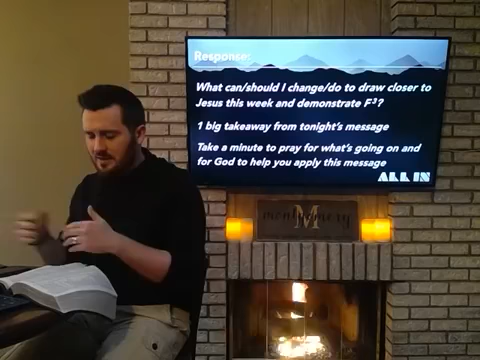 Response:
What can/should I change/do to draw closer to
Jesus this week and demonstrate F³?
1 big takeaway from tonight's message
Take a minute to pray for what's going on and
for God to help you apply this message
ALL IN
montgomery
M